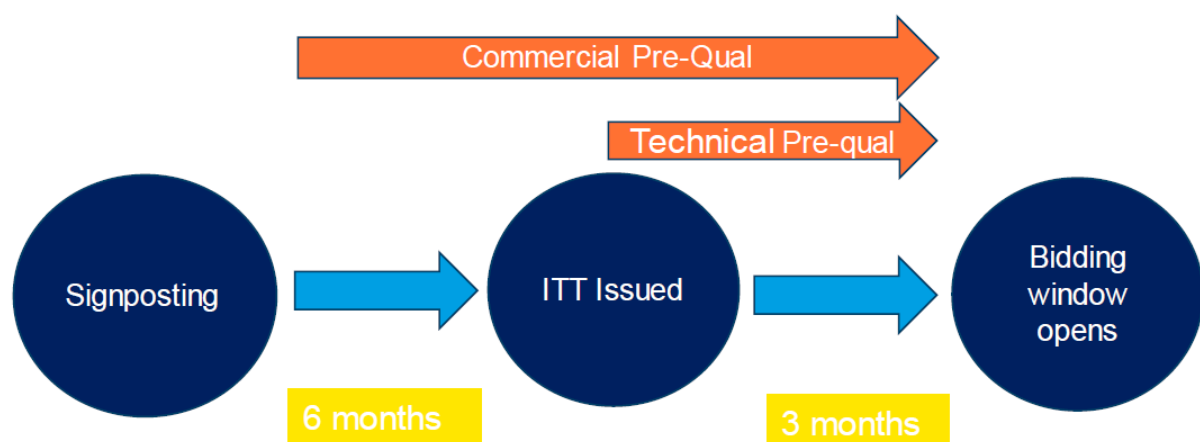 Commercial Pre-Qual
Technical Pre-qual
Signposting
ITT Issued
Bidding
window
opens
6 months
3 months